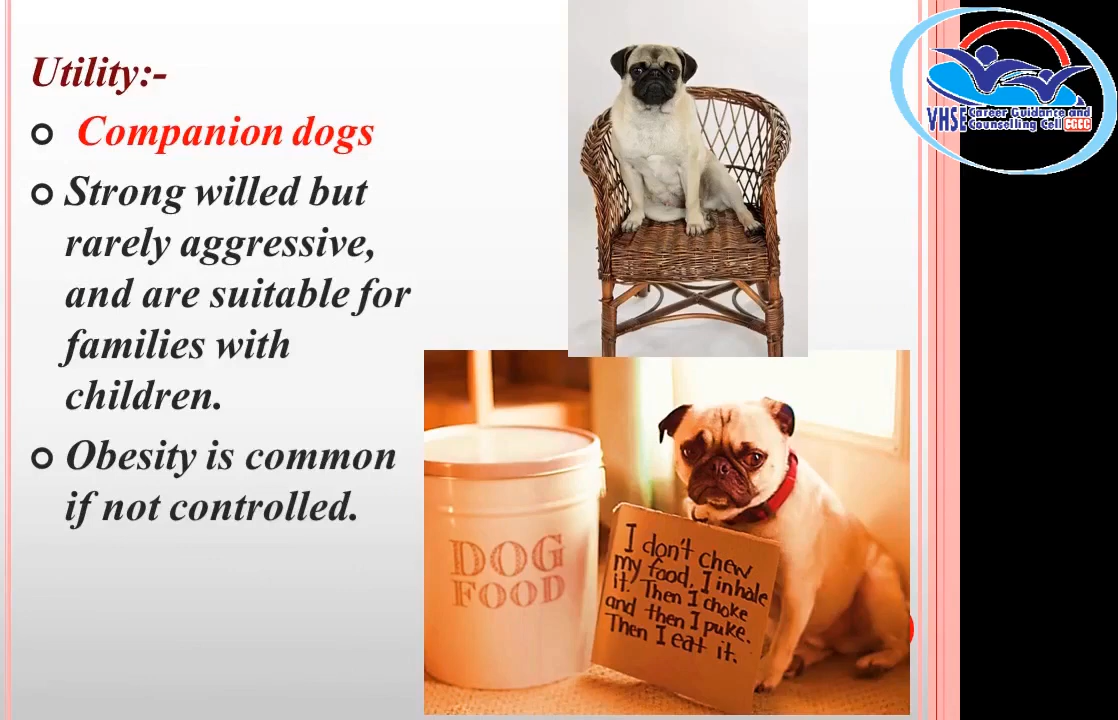 Utility:-
Companion dogs
Strong willed but
rarely aggressive,
and are suitable for
families with
children.
Obesity is common
if not controlled.
DOG
FOOD
I don't chew
my food, I inhale
it. Then I choke
and then I puke.
Then I eat it.
VHSE Career Guidance and
Counselling Cell CGCC